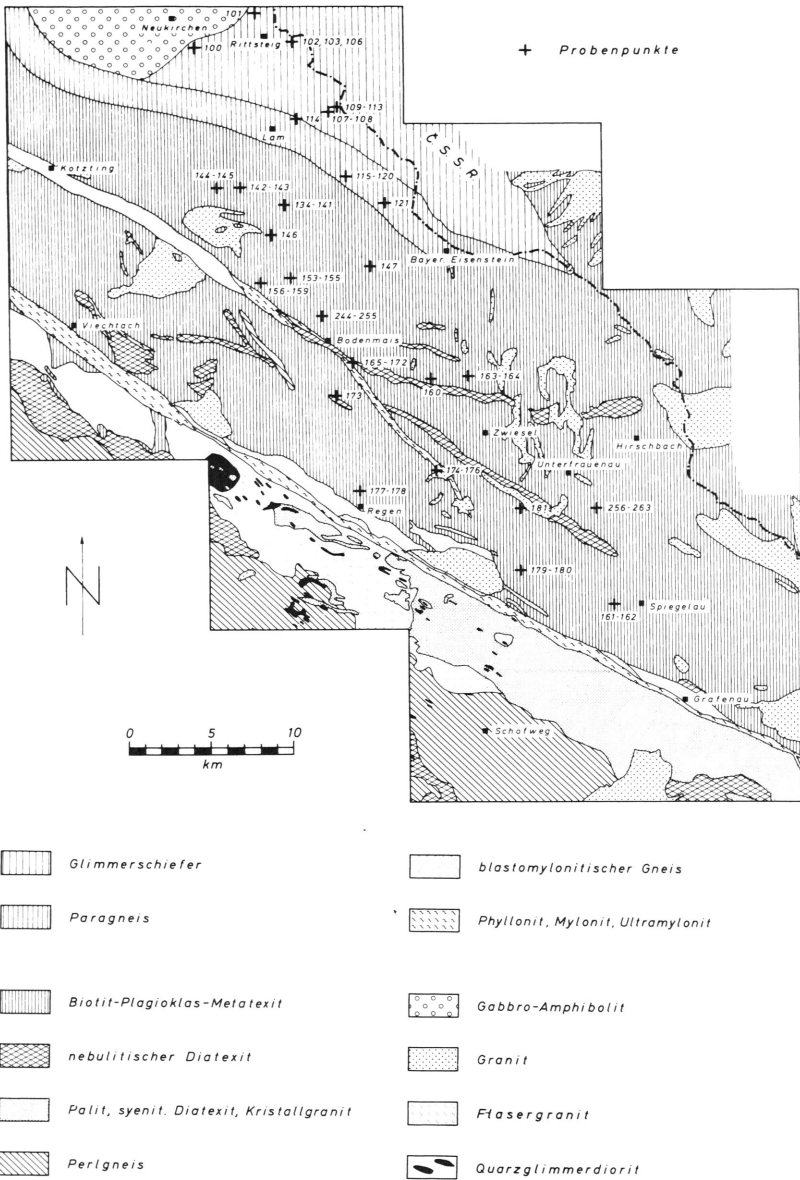 101
Neukirchen
Rittsteig
102, 103, 106
100
Probenpunkte
109-113
107-108
114
Lam
ČSSR
Kötzting
144-145
142-143
115-120
134-141
121
146
Bayer. Eisenstein
147
153-155
156-159
244-255
Viechtach
Bodenmais
165-172
163-164
160
173
Zwiesel
Hirschbach
Unterfrauenau
174-176
177-178
Regen
181
256-263
N
179-180
161-162
Spiegelau
Grafenau
Schöfweg
0 5 10
km
Glimmerschiefer
blastomylonitischer Gneis
Paragneis
Phyllonit, Mylonit, Ultramylonit
Biotit-Plagioklas-Metatexit
Gabbro-Amphibolit
nebulitischer Diatexit
Granit
Palit, syenit. Diatexit, Kristallgranit
Flasergranit
Perlgneis
Quarzglimmerdiorit